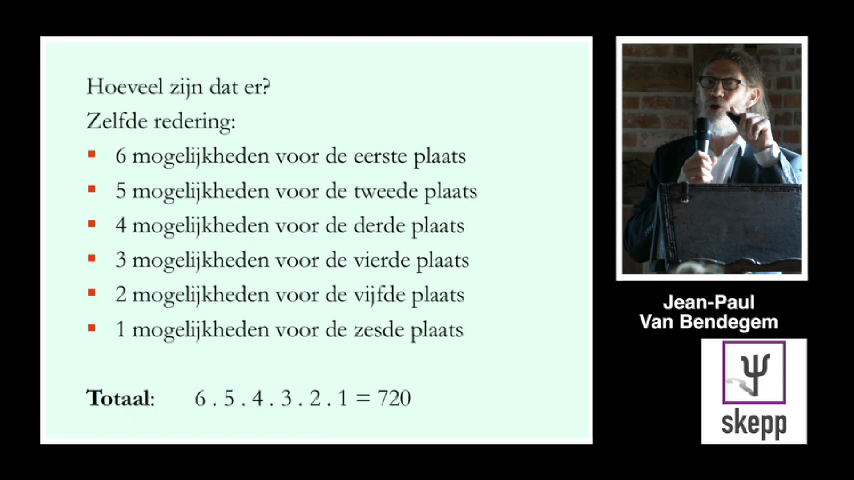 Hoeveel zijn dat er?
Zelfde redering:
▪ 6 mogelijkheden voor de eerste plaats
▪ 5 mogelijkheden voor de tweede plaats
▪ 4 mogelijkheden voor de derde plaats
▪ 3 mogelijkheden voor de vierde plaats
▪ 2 mogelijkheden voor de vijfde plaats
▪ 1 mogelijkheden voor de zesde plaats
Totaal: 6 . 5 . 4 . 3 . 2 . 1 = 720
Jean-Paul
Van Bendegem
Ψ
skepp